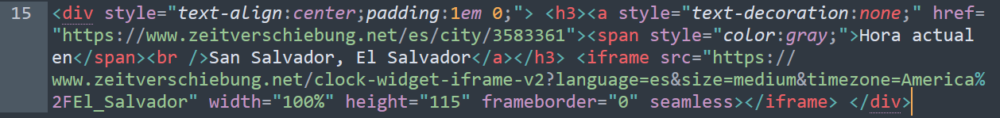 15 <div style="text-align:center;padding:1em 0;"> <h3><a style="text-decoration:none;" href=
"https://www.zeitverschiebung.net/es/city/3583361"><span style="color:gray;">Hora actual
en</span><br />San Salvador, El Salvador</a></h3> <iframe src="https://
www.zeitverschiebung.net/clock-widget-iframe-v2?language=es&size=medium&timezone=America%
2FEl_Salvador" width="100%" height="115" frameborder="0" seamless></iframe> </div>